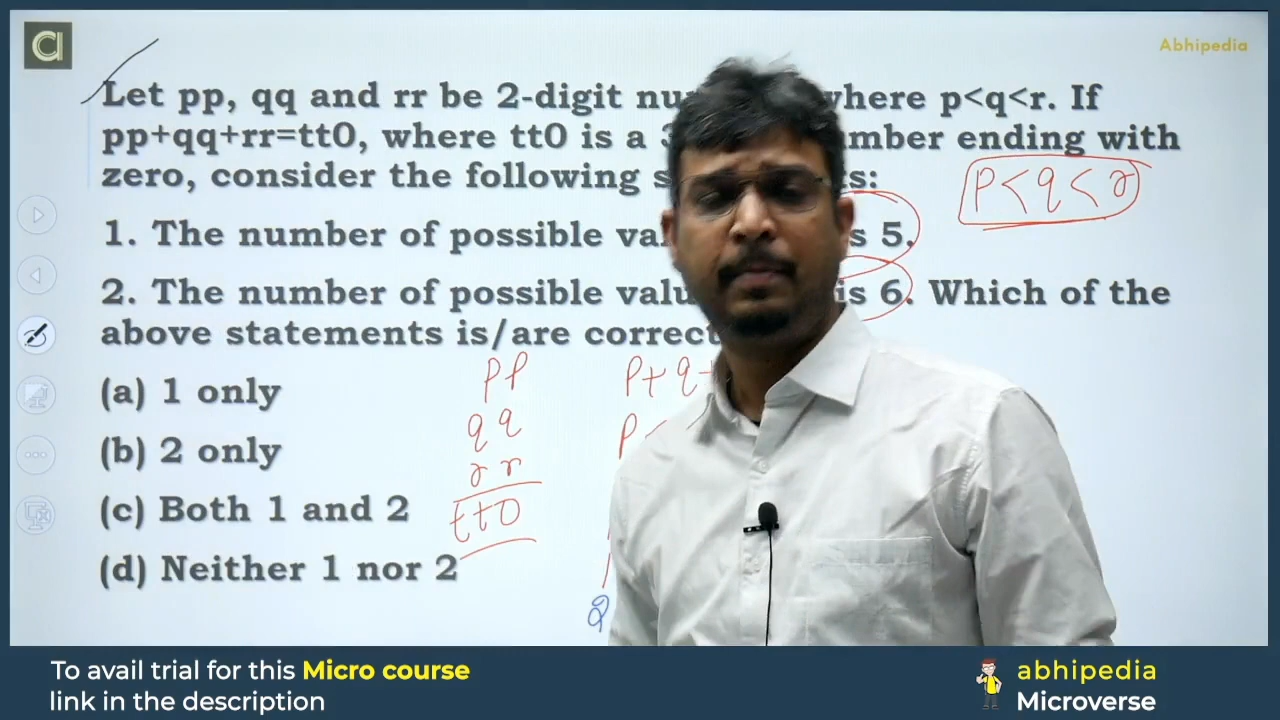 Abhipedia
Let pp, qq and rr be 2-digit nu where p<q<r. If
pp+qq+rr=tt0, where tt0 is a 3 mber ending with
zero, consider the following s s:
p<q<r
1. The number of possible val s 5.
2. The number of possible valu is 6. Which of the
above statements is/are correct
(a) 1 only
(b) 2 only
(c) Both 1 and 2
(d) Neither 1 nor 2
pp
qq
rr
tt0
p+q+
p
To avail trial for this Micro course
link in the description
abhipedia
Microverse